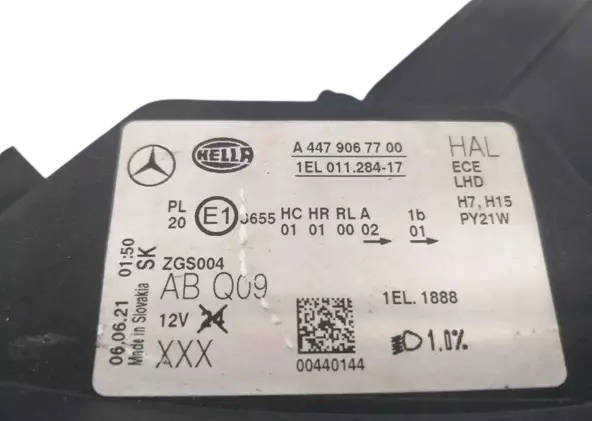 HELLA
A 447 906 77 00
1EL 011.284-17
HAL
ECE
LHD
H7, H15
PY21W
PL
20
E1
HC HR RL A 1b
01 01 00 02 01
ZGS004
AB Q09
12V 24
XXX
00440144
1EL. 1888
1.0%
06.06.21 01:50
Made in Slovakia SK